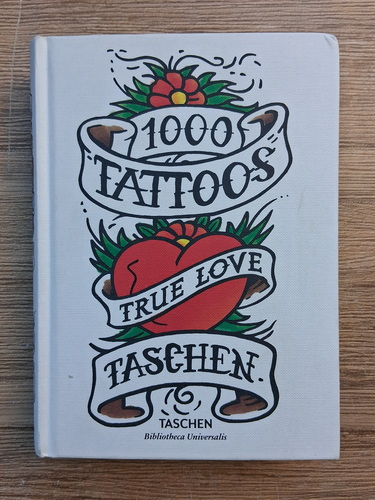 1000
TATTOOS
TRUE LOVE
TASCHEN.
TASCHEN
Bibliotheca Universalis